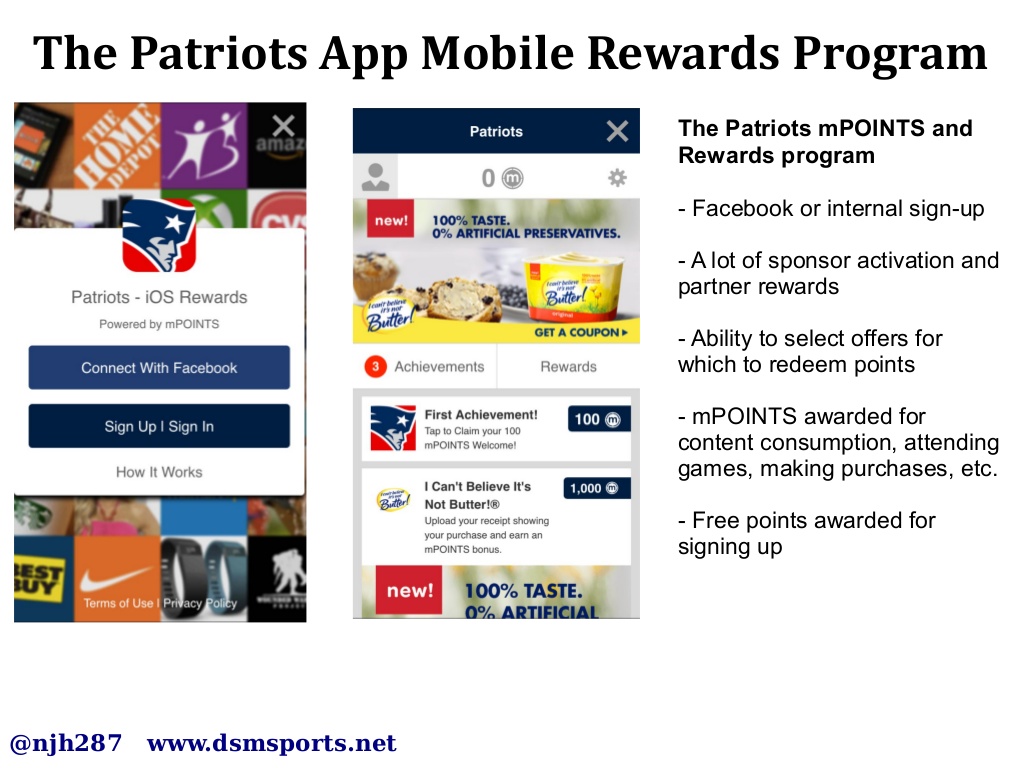 The Patriots App Mobile Rewards Program
THE
HOME
DEPOT
amaz
CVS
Patriots - iOS Rewards
Powered by mPOINTS
Connect With Facebook
Sign Up | Sign In
How It Works
BEST
BUY
Terms of Use | Privacy Policy
Patriots
0 m
new!
100% TASTE.
0% ARTIFICIAL PRESERVATIVES.
I can't believe
it's not
Butter!
I can't believe
it's not
Butter!
original
GET A COUPON
3 Achievements
Rewards
First Achievement!
Tap to Claim your 100
mPOINTS Welcome!
100 m
I Can't Believe It's
Not Butter!®
Upload your receipt showing
your purchase and earn an
mPOINTS bonus.
1,000 m
new!
100% TASTE.
0% ARTIFICIAL
The Patriots mPOINTS and
Rewards program
- Facebook or internal sign-up
- A lot of sponsor activation and
partner rewards
- Ability to select offers for
which to redeem points
- mPOINTS awarded for
content consumption, attending
games, making purchases, etc.
- Free points awarded for
signing up
@njh287 www.dsmsports.net